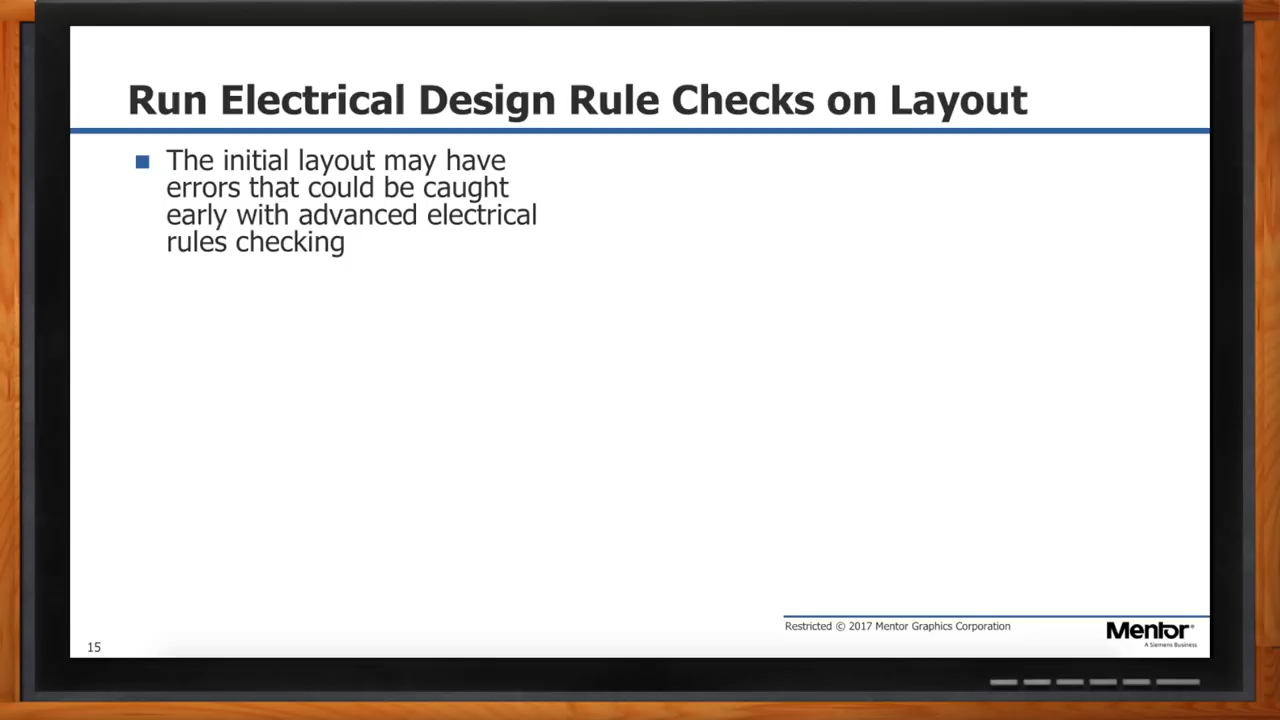 Run Electrical Design Rule Checks on Layout
The initial layout may have
errors that could be caught
early with advanced electrical
rules checking
Restricted © 2017 Mentor Graphics Corporation
Mentor®
A Siemens Business
15